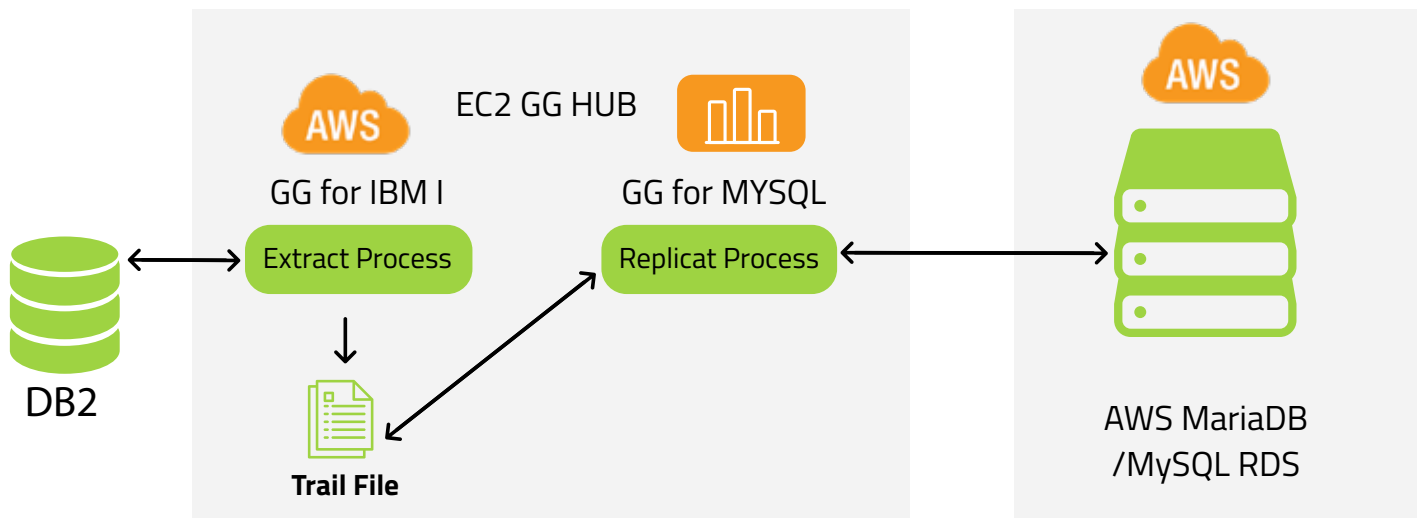 AWS
EC2 GG HUB
AWS
GG for IBM I
GG for MYSQL
Extract Process
Replicat Process
DB2
Trail File
AWS MariaDB
/MySQL RDS